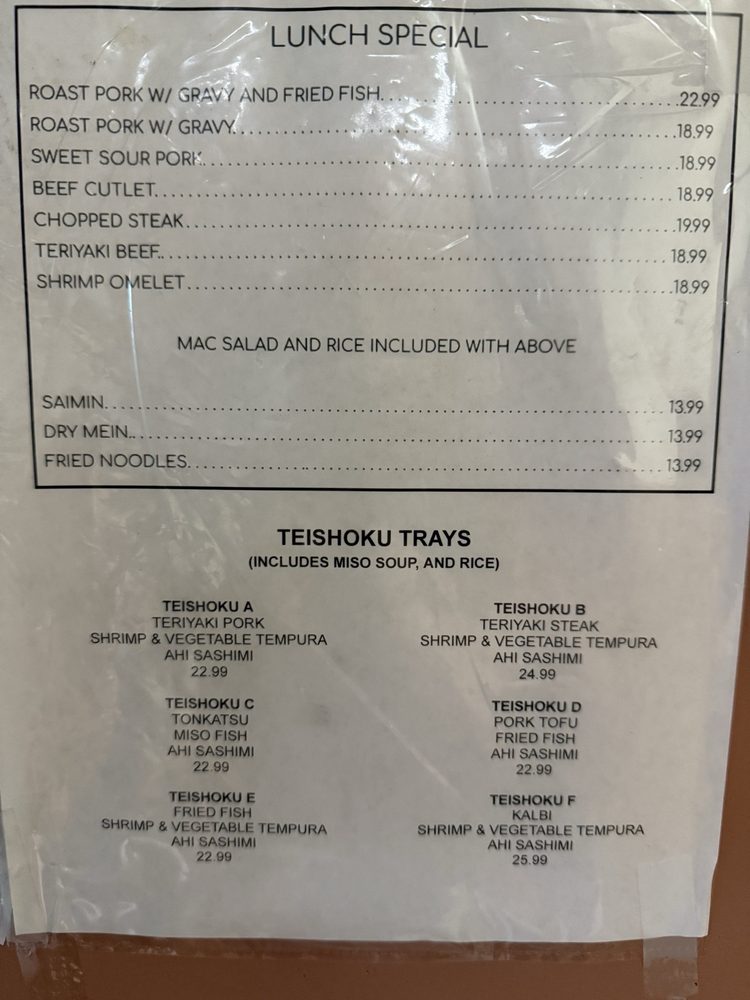 LUNCH SPECIAL
ROAST PORK W/ GRAVY AND FRIED FISH....22.99
ROAST PORK W/ GRAVY....18.99
SWEET SOUR PORK....18.99
BEEF CUTLET....18.99
CHOPPED STEAK....19.99
TERIYAKI BEEF....18.99
SHRIMP OMELET....18.99
MAC SALAD AND RICE INCLUDED WITH ABOVE
SAIMIN....13.99
DRY MEIN....13.99
FRIED NOODLES....13.99
TEISHOKU TRAYS
(INCLUDES MISO SOUP, AND RICE)
TEISHOKU A
TERIYAKI PORK
SHRIMP & VEGETABLE TEMPURA
AHI SASHIMI
22.99
TEISHOKU B
TERIYAKI STEAK
SHRIMP & VEGETABLE TEMPURA
AHI SASHIMI
24.99
TEISHOKU C
TONKATSU
MISO FISH
AHI SASHIMI
22.99
TEISHOKU D
PORK TOFU
FRIED FISH
AHI SASHIMI
22.99
TEISHOKU E
FRIED FISH
SHRIMP & VEGETABLE TEMPURA
AHI SASHIMI
22.99
TEISHOKU F
KALBI
SHRIMP & VEGETABLE TEMPURA
AHI SASHIMI
25.99